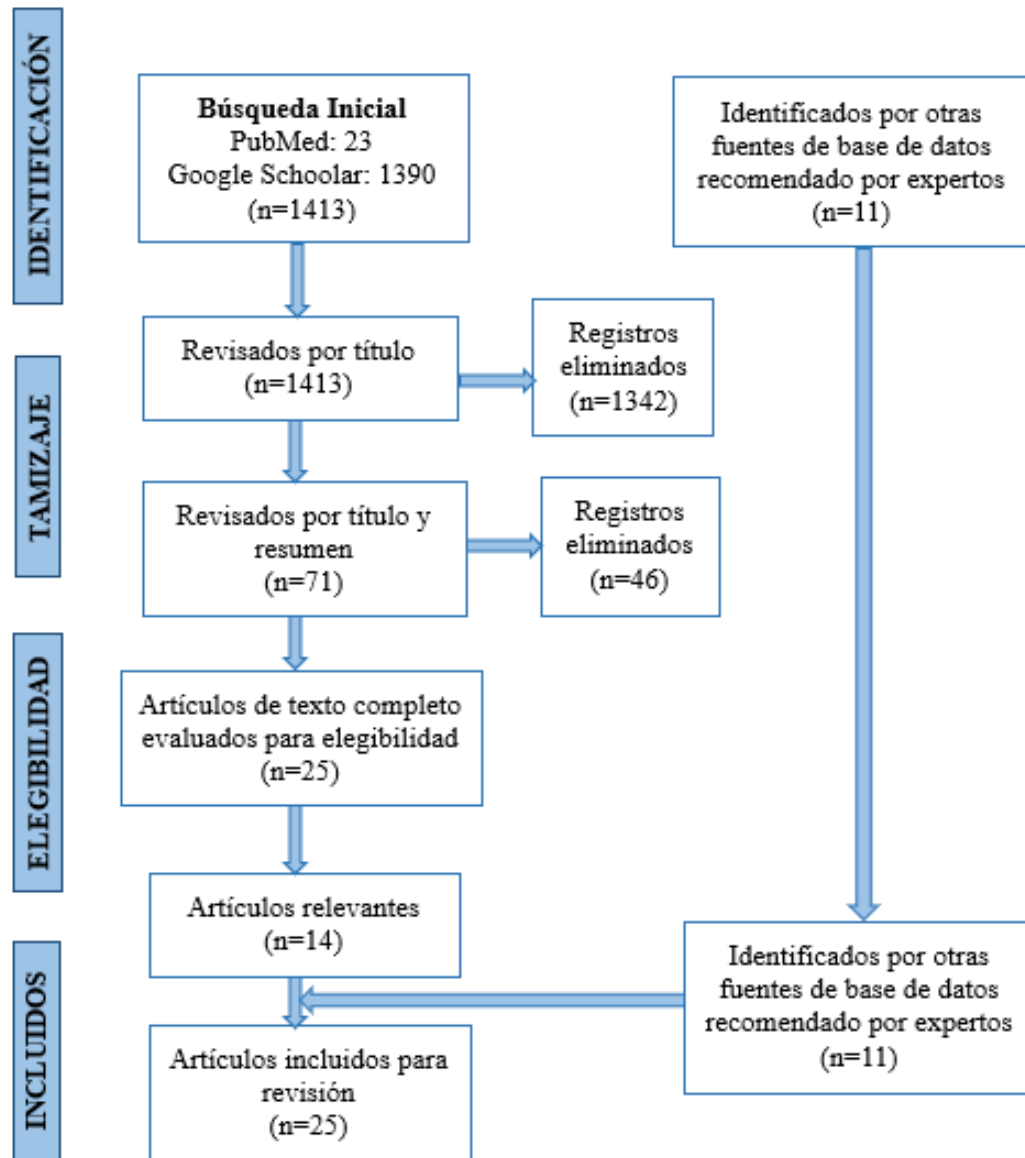 IDENTIFICACIÓN
Búsqueda Inicial
PubMed: 23
Google Schoolar: 1390
(n=1413)
Identificados por otras
fuentes de base de datos
recomendado por expertos
(n=11)
TAMIZAJE
Revisados por título
(n=1413)
Registros
eliminados
(n=1342)
Revisados por título y
resumen
(n=71)
Registros
eliminados
(n=46)
ELEGIBILIDAD
Artículos de texto completo
evaluados para elegibilidad
(n=25)
Artículos relevantes
(n=14)
INCLUIDOS
Identificados por otras
fuentes de base de datos
recomendado por expertos
(n=11)
Artículos incluidos para
revisión
(n=25)